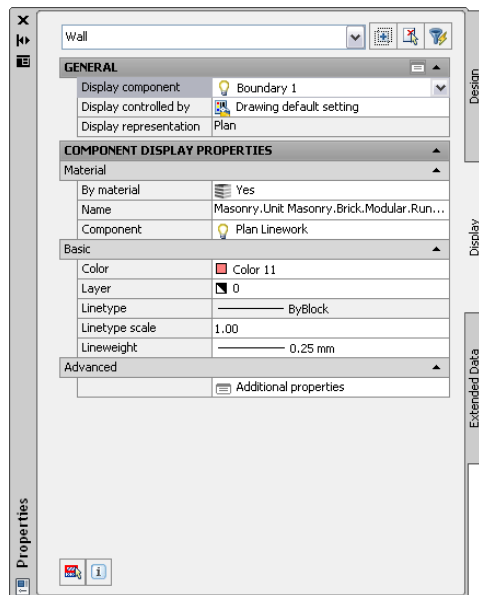 Wall
GENERAL
Display component Boundary 1
Display controlled by Drawing default setting
Display representation Plan
COMPONENT DISPLAY PROPERTIES
Material
By material Yes
Name Masonry.Unit Masonry.Brick.Modular.Run...
Component Plan Linework
Basic
Color Color 11
Layer 0
Linetype ByBlock
Linetype scale 1.00
Lineweight 0.25 mm
Advanced
Additional properties
Design
Display
Extended Data
Properties